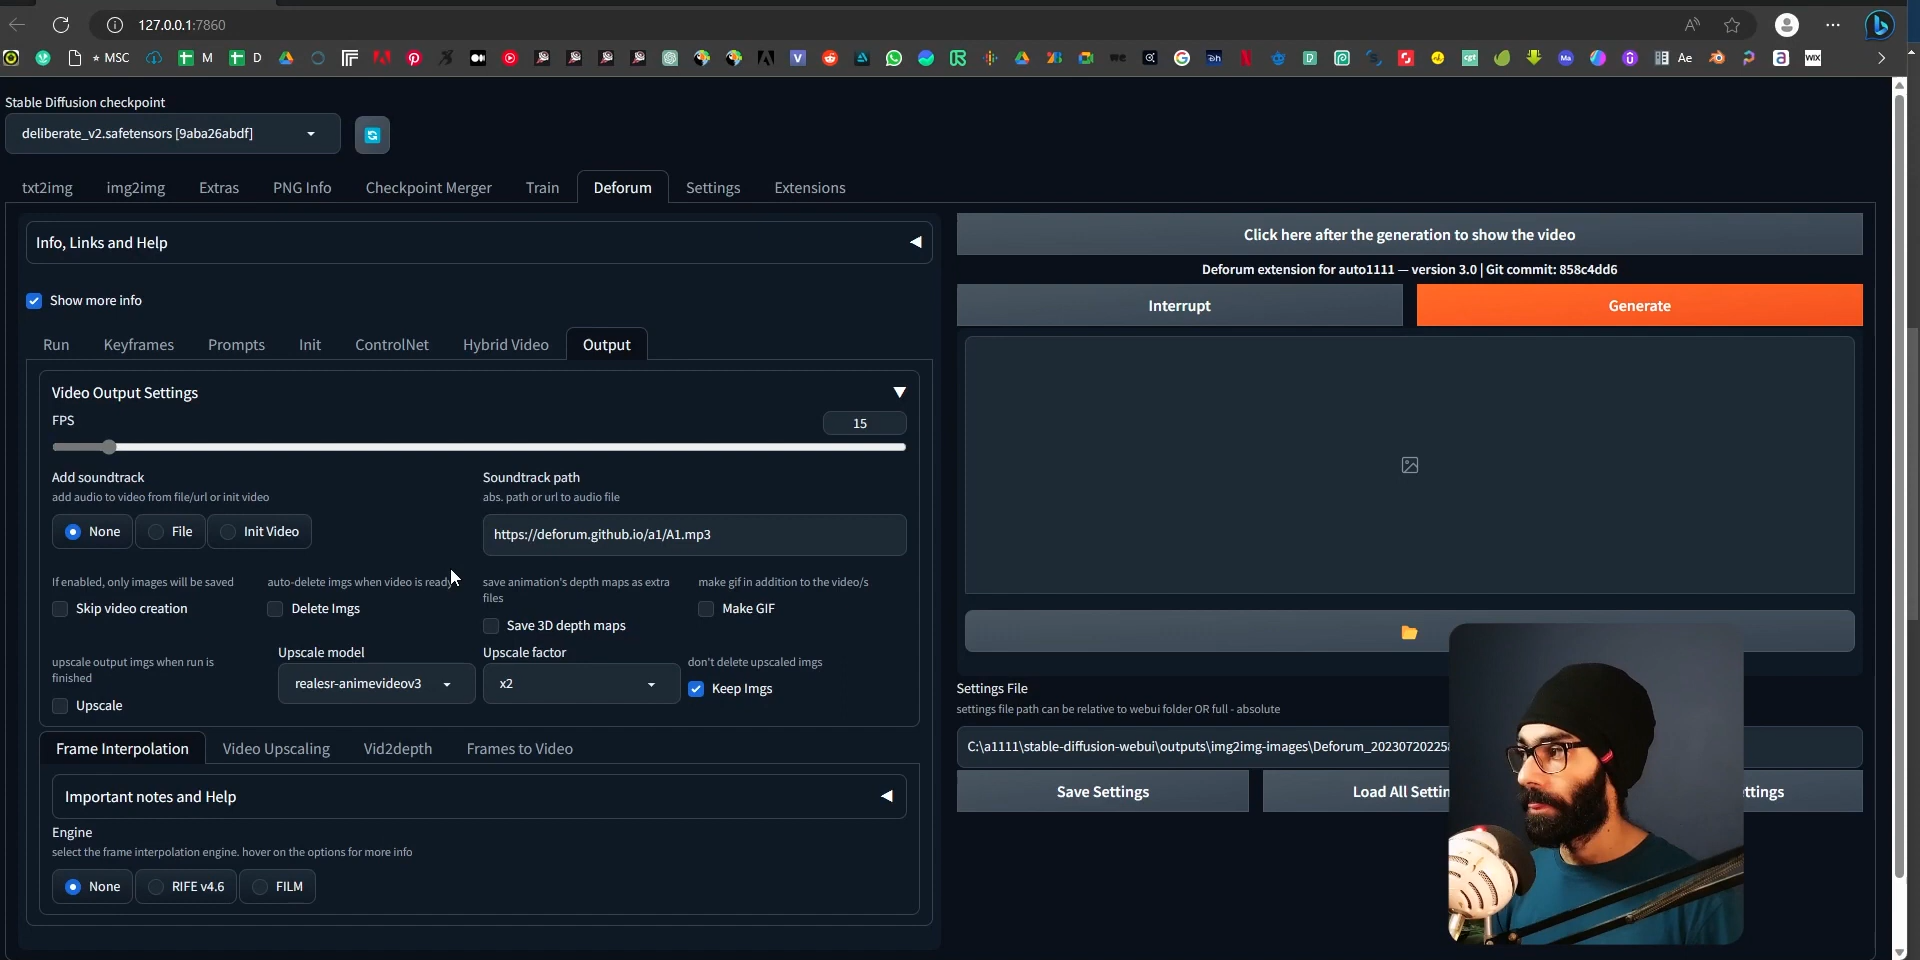 127.0.0.1:7860
MSC
M
D
Ae
WIX
Stable Diffusion checkpoint
deliberate_v2.safetensors [9aba26abdf]
txt2img
img2img
Extras
PNG Info
Checkpoint Merger
Train
Deforum
Settings
Extensions
Info, Links and Help
Click here after the generation to show the video
Deforum extension for auto1111 — version 3.0 | Git commit: 858c4dd6
Show more info
Interrupt
Generate
Run
Keyframes
Prompts
Init
ControlNet
Hybrid Video
Output
Video Output Settings
FPS
15
Add soundtrack
add audio to video from file/url or init video
None
File
Init Video
Soundtrack path
abs. path or url to audio file
https://deforum.github.io/a1/A1.mp3
If enabled, only images will be saved
Skip video creation
auto-delete imgs when video is ready
Delete Imgs
save animation's depth maps as extra
files
Save 3D depth maps
make gif in addition to the video/s
Make GIF
upscale output imgs when run is
finished
Upscale
Upscale model
realesr-animevideov3
Upscale factor
x2
don't delete upscaled imgs
Keep Imgs
Settings File
settings file path can be relative to webui folder OR full - absolute
C:\a1111\stable-diffusion-webui\outputs\img2img-images\Deforum_20230720225
Save Settings
Load All Settin
ttings
Frame Interpolation
Video Upscaling
Vid2depth
Frames to Video
Important notes and Help
Engine
select the frame interpolation engine. hover on the options for more info
None
RIFE v4.6
FILM